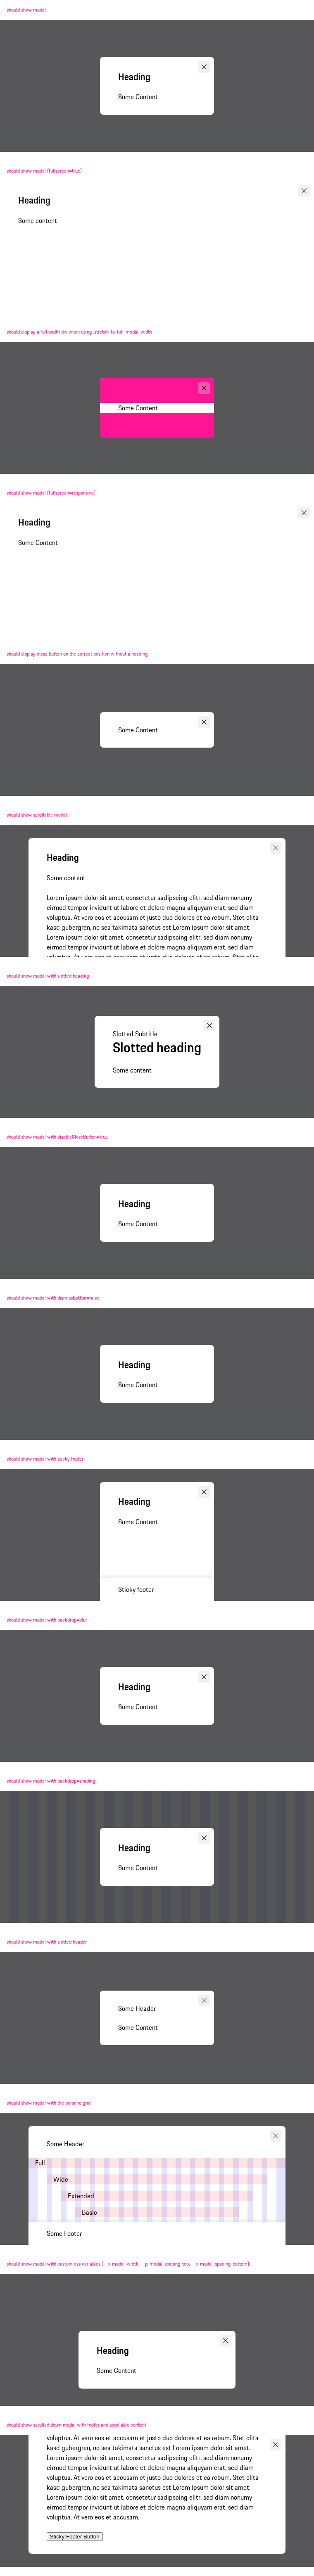 should show modal
Heading
Some Content
should show modal (fullscreen=true)
Heading
Some content
should display a full width div when using .stretch-to-full-modal-width
Some Content
should show modal (fullscreen=responsive)
Heading
Some Content
should display close button on the correct position without a heading
Some Content
should show scrollable modal
Heading
Some content
Lorem ipsum dolor sit amet, consetetur sadipscing elitr, sed diam nonumy
eirmod tempor invidunt ut labore et dolore magna aliquyam erat, sed diam
voluptua. At vero eos et accusam et justo duo dolores et ea rebum. Stet clita
kasd gubergren, no sea takimata sanctus est Lorem ipsum dolor sit amet.
Lorem ipsum dolor sit amet, consetetur sadipscing elitr, sed diam nonumy
eirmod tempor invidunt ut labore et dolore magna aliquyam erat, sed diam
voluptua. At vero eos et accusam et justo duo dolores et ea rebum. Stet clita
should show modal with slotted heading
Slotted Subtitle
Slotted heading
Some content
should show modal with disableCloseButton=true
Heading
Some Content
should show modal with dismissButton=false
Heading
Some Content
should show modal with sticky footer
Heading
Some Content
Sticky footer
should show modal with backdrop=blur
Heading
Some Content
should show modal with backdrop=shading
Heading
Some Content
should show modal with slotted header
Some Header
Some Content
should show modal with the porsche grid
Some Header
Full
Wide
Extended
Basic
Some Footer
should show modal with custom css variables (--p-modal-width, --p-modal-spacing-top, --p-modal-spacing-bottom)
Heading
Some Content
should show scrolled down modal with footer and scrollable content
voluptua. At vero eos et accusam et justo duo dolores et ea rebum. Stet clita
kasd gubergren, no sea takimata sanctus est Lorem ipsum dolor sit amet.
Lorem ipsum dolor sit amet, consetetur sadipscing elitr, sed diam nonumy
eirmod tempor invidunt ut labore et dolore magna aliquyam erat, sed diam
voluptua. At vero eos et accusam et justo duo dolores et ea rebum. Stet clita
kasd gubergren, no sea takimata sanctus est Lorem ipsum dolor sit amet.
Lorem ipsum dolor sit amet, consetetur sadipscing elitr, sed diam nonumy
eirmod tempor invidunt ut labore et dolore magna aliquyam erat, sed diam
voluptua. At vero eos et accusam.
Sticky Footer Button